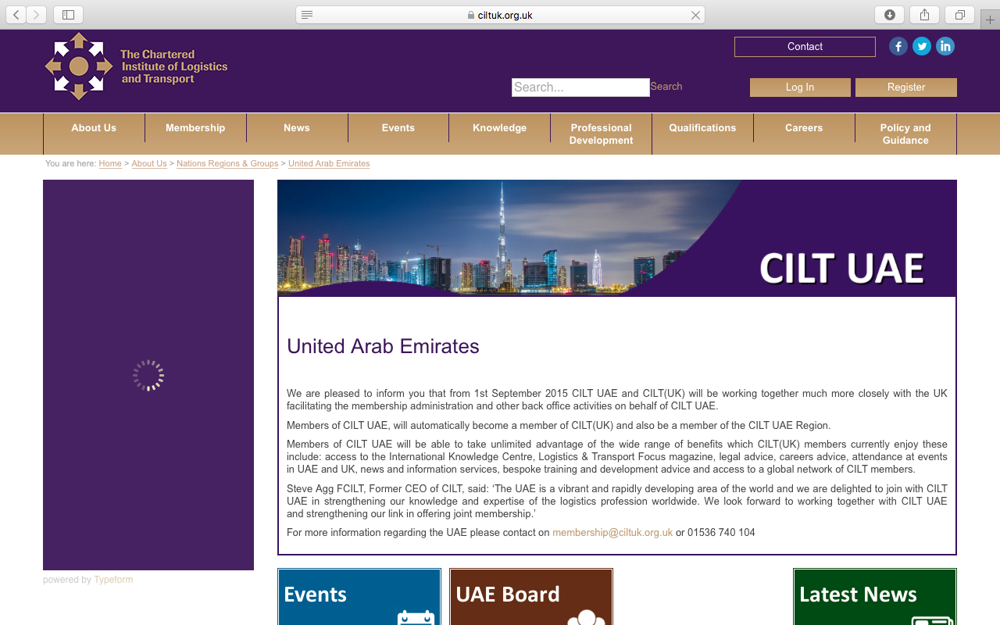 ciltuk.org.uk
The Chartered
Institute of Logistics
and Transport
Contact
Search...
Search
Log In
Register
About Us
Membership
News
Events
Knowledge
Professional
Development
Qualifications
Careers
Policy and
Guidance
You are here: Home > About Us > Nations Regions & Groups > United Arab Emirates
CILT UAE
United Arab Emirates
We are pleased to inform you that from 1st September 2015 CILT UAE and CILT(UK) will be working together much more closely with the UK
facilitating the membership administration and other back office activities on behalf of CILT UAE.
Members of CILT UAE, will automatically become a member of CILT(UK) and also be a member of the CILT UAE Region.
Members of CILT UAE will be able to take unlimited advantage of the wide range of benefits which CILT(UK) members currently enjoy these
include: access to the International Knowledge Centre, Logistics & Transport Focus magazine, legal advice, careers advice, attendance at events
in UAE and UK, news and information services, bespoke training and development advice and access to a global network of CILT members.
Steve Agg FCILT, Former CEO of CILT, said: ‘The UAE is a vibrant and rapidly developing area of the world and we are delighted to join with CILT
UAE in strengthening our knowledge and expertise of the logistics profession worldwide. We look forward to working together with CILT UAE
and strengthening our link in offering joint membership.’
For more information regarding the UAE please contact on membership@ciltuk.org.uk or 01536 740 104
powered by Typeform
Events
UAE Board
Latest News